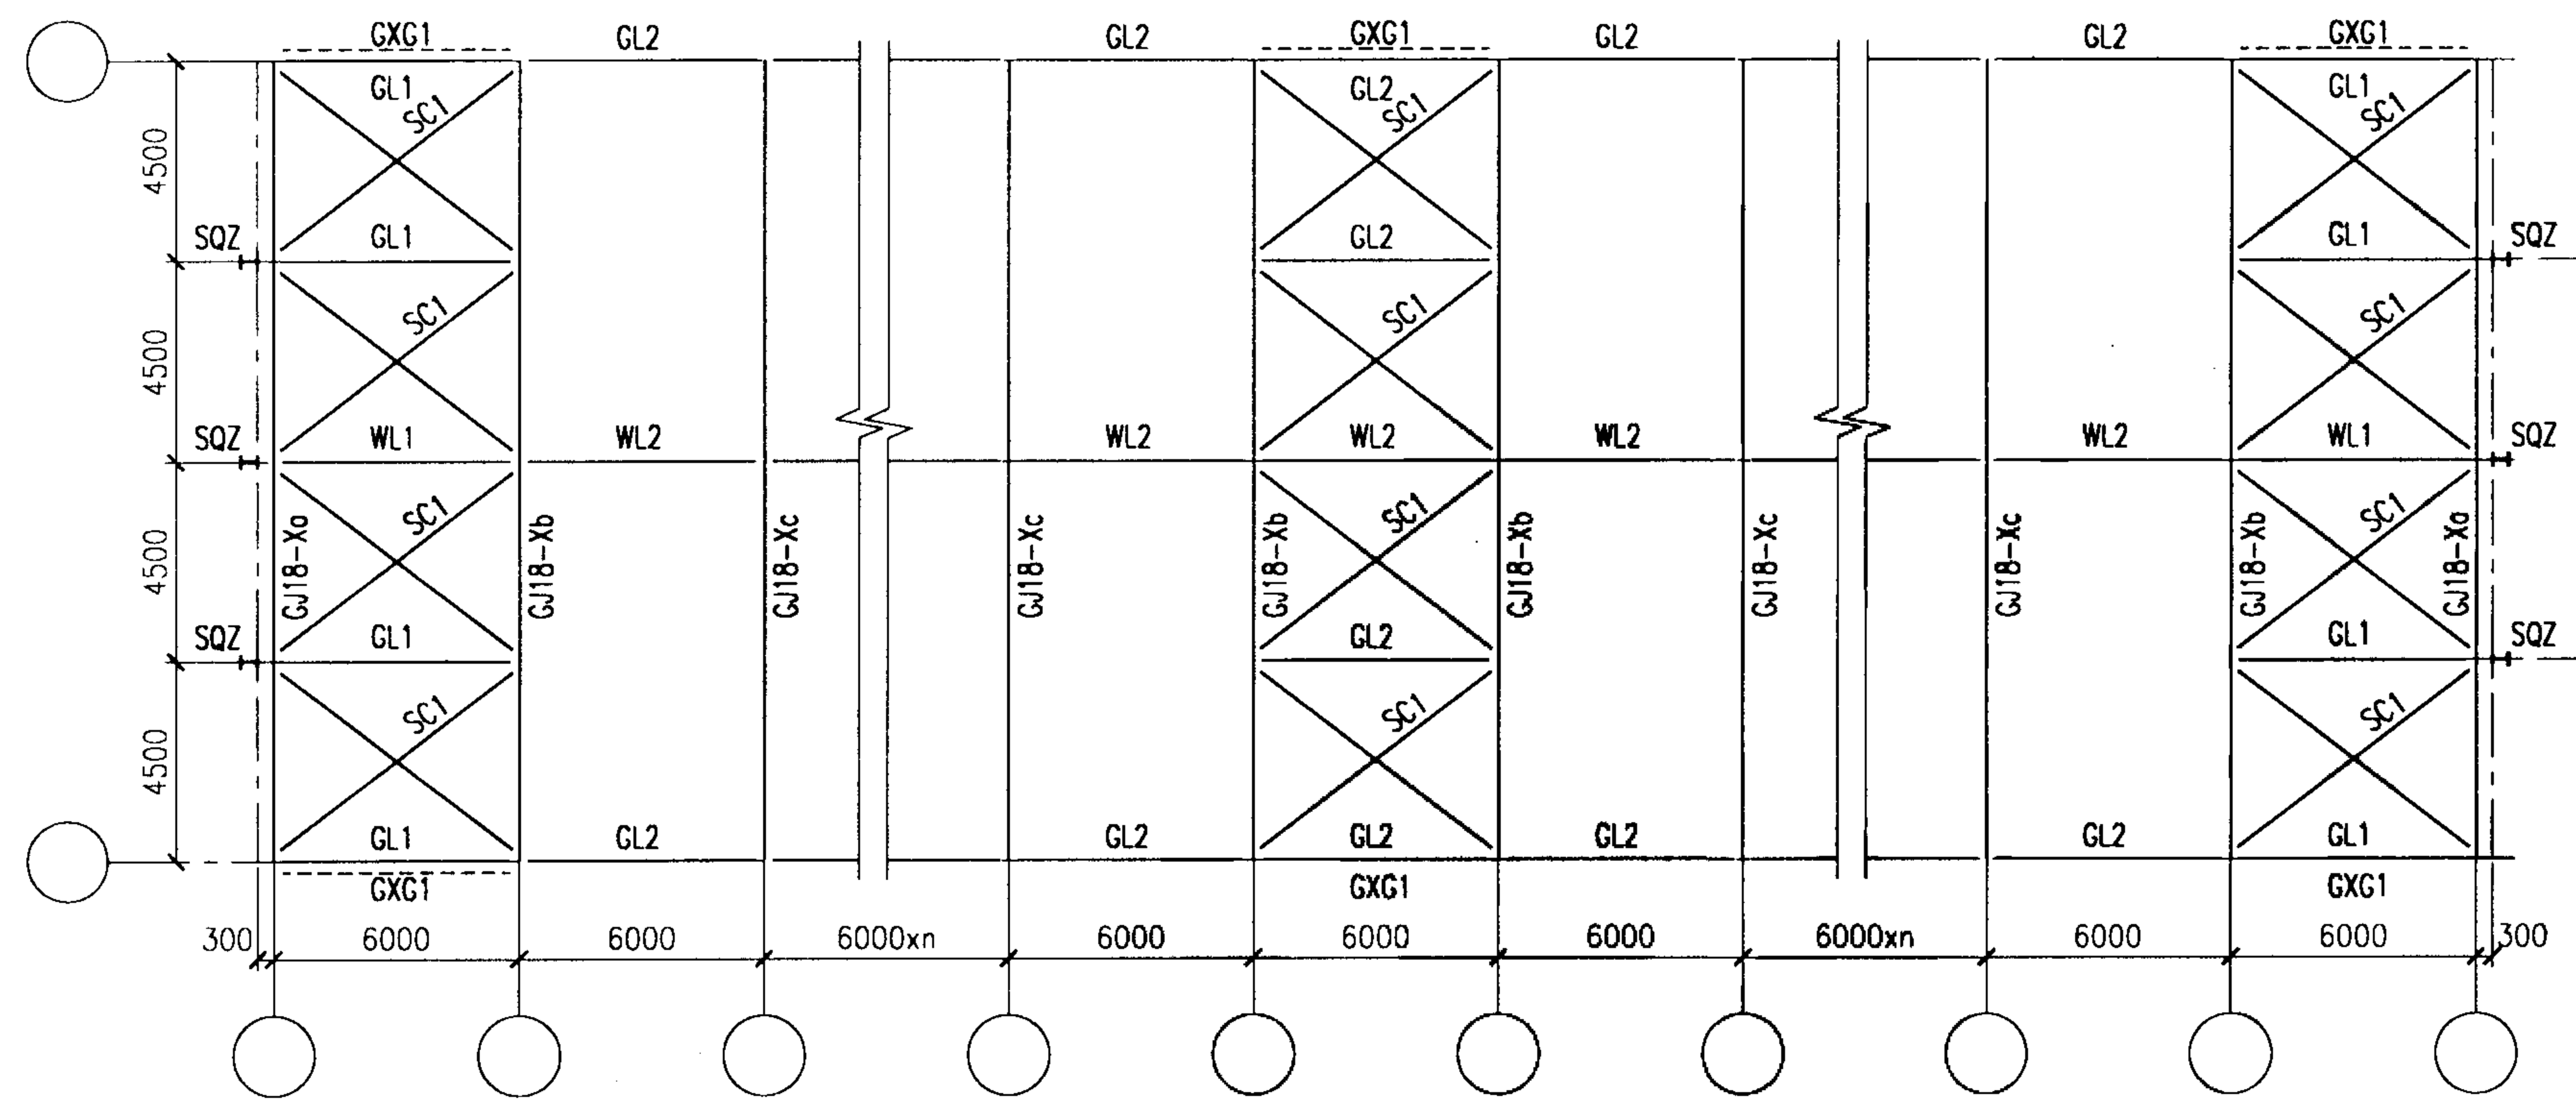 GXG1 GL2 GL2 GXG1 GL2 GL2 GXG1
GL1 GL2 GL1
SC1 SC1 SC1
4500
SQZ GL1 GL2 GL1 SQZ
SC1 SC1 SC1
4500
SQZ WL1 WL2 WL2 WL2 WL2 WL2 WL1 SQZ
SC1 SC1 SC1
4500
GJ18-Xa GJ18-Xb GJ18-Xc GJ18-Xc GJ18-Xb GJ18-Xb GJ18-Xc GJ18-Xc GJ18-Xb GJ18-Xa
SQZ GL1 GL2 GL1 SQZ
SC1 SC1 SC1
4500
GL1 GL2 GL2 GL2 GL2 GL2 GL1
GXG1 GXG1 GXG1
300 6000 6000 6000xn 6000 6000 6000 6000xn 6000 6000 300